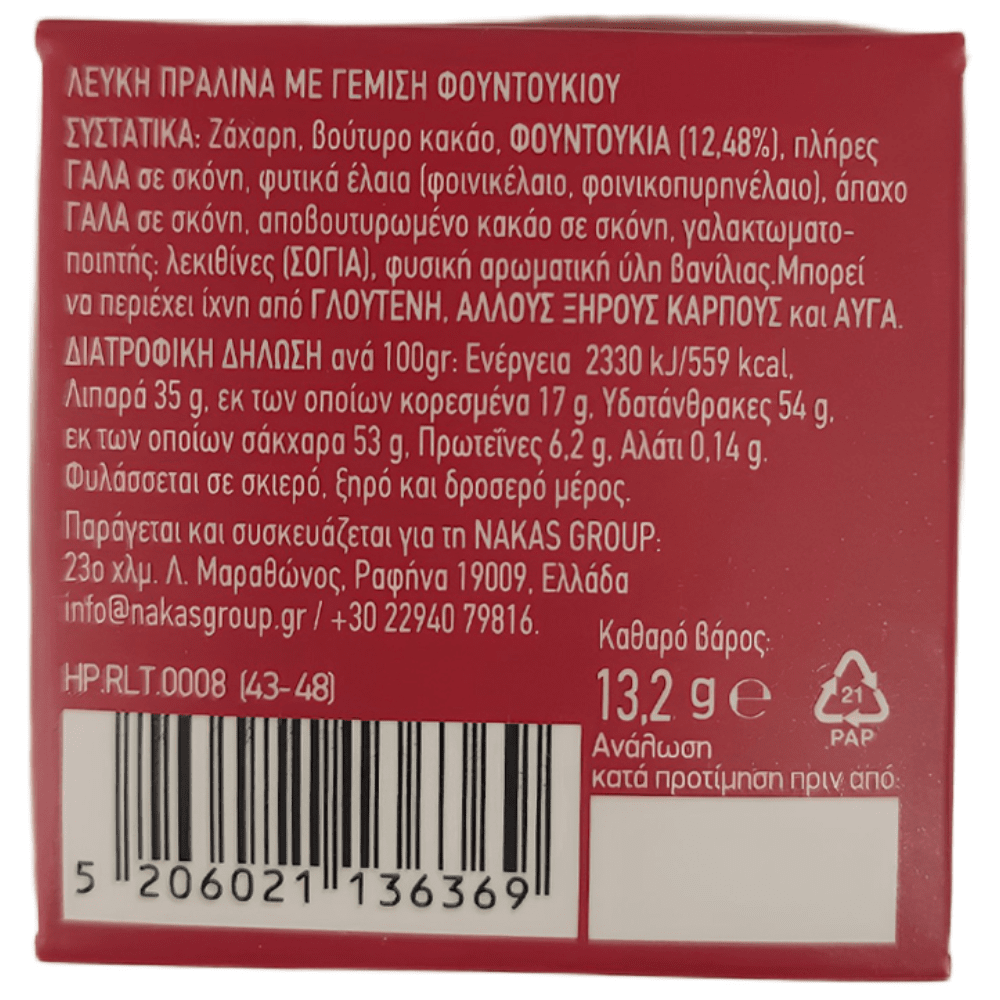 ΛΕΥΚΗ ΠΡΑΛΙΝΑ ΜΕ ΓΕΜΙΣΗ ΦΟΥΝΤΟΥΚΙΟΥ
ΣΥΣΤΑΤΙΚΑ: Ζάχαρη, βούτυρο κακάο, ΦΟΥΝΤΟΥΚΙΑ (12,48%), πλήρες
ΓΑΛΑ σε σκόνη, φυτικά έλαια (φοινικέλαιο, φοινικοπυρηνέλαιο), άπαχο
ΓΑΛΑ σε σκόνη, αποβουτυρωμένο κακάο σε σκόνη, γαλακτωματο-
ποιητής: λεκιθίνες (ΣΟΓΙΑ), φυσική αρωματική ύλη βανίλιας.Μπορεί
να περιέχει ίχνη από ΓΛΟΥΤΕΝΗ, ΑΛΛΟΥΣ ΞΗΡΟΥΣ ΚΑΡΠΟΥΣ και ΑΥΓΑ.
ΔΙΑΤΡΟΦΙΚΗ ΔΗΛΩΣΗ ανά 100gr: Ενέργεια 2330 kJ/559 kcal,
Λιπαρά 35 g, εκ των οποίων κορεσμένα 17 g, Υδατάνθρακες 54 g,
εκ των οποίων σάκχαρα 53 g, Πρωτεΐνες 6,2 g, Αλάτι 0,14 g.
Φυλάσσεται σε σκιερό, ξηρό και δροσερό μέρος.
Παράγεται και συσκευάζεται για τη NAKAS GROUP:
23ο χλμ. Λ. Μαραθώνος, Ραφήνα 19009, Ελλάδα
info@nakasgroup.gr / +30 22940 79816.
HP.RLT.0008 (43-48)
Καθαρό βάρος:
13,2 g ℮
21
PAP
Ανάλωση
κατά προτίμηση πριν από:
5 206021 136369